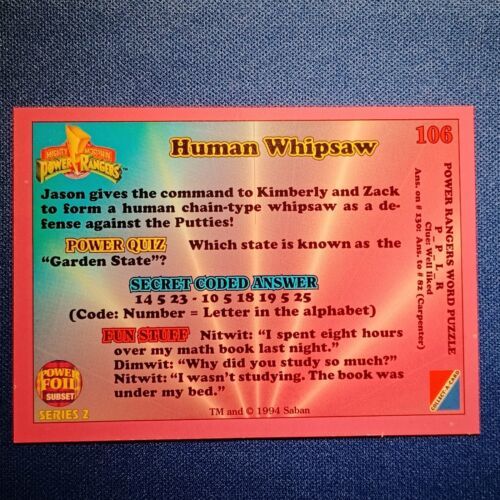 MIGHTY MORPHIN
POWER RANGERS™
Human Whipsaw
106
Jason gives the command to Kimberly and Zack
to form a human chain-type whipsaw as a de-
fense against the Putties!
POWER QUIZ Which state is known as the
“Garden State”?
SECRET CODED ANSWER
14 5 23 - 10 5 18 19 5 25
(Code: Number = Letter in the alphabet)
FUN STUFF Nitwit: “I spent eight hours
over my math book last night.”
Dimwit: “Why did you study so much?”
Nitwit: “I wasn’t studying. The book was
under my bed.”
POWER
FOIL
SUBSET
SERIES 2
TM and © 1994 Saban
POWER RANGERS WORD PUZZLE
P _ P _ L _ R
Clue: Well liked
Ans. on # 130: Ans. to # 82 (Carpenter)
COLLECT-A-CARD